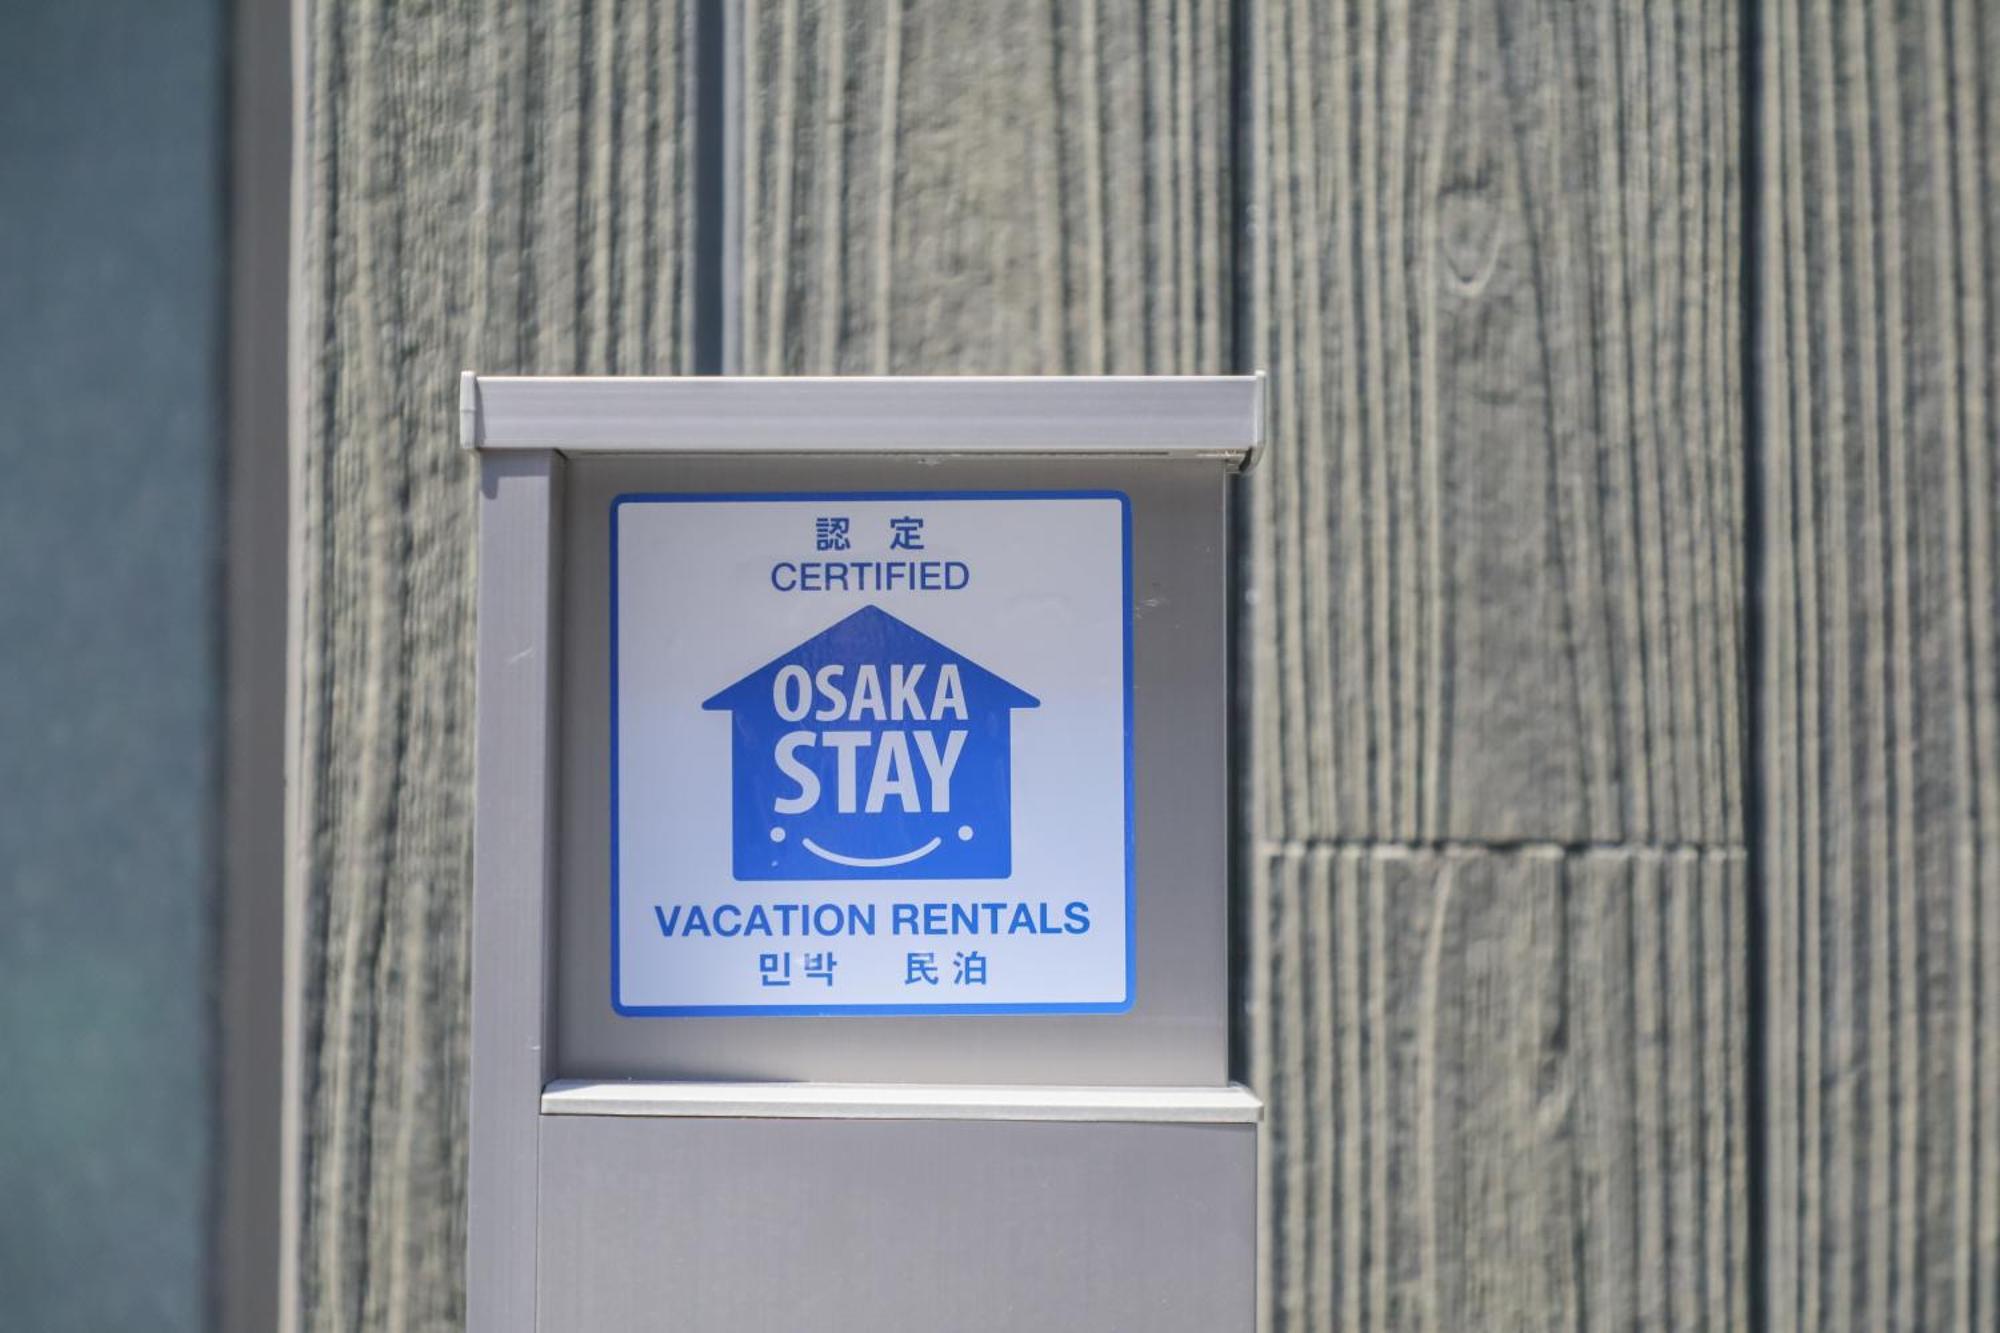 認 定
CERTIFIED
OSAKA
STAY
VACATION RENTALS
민박 民泊